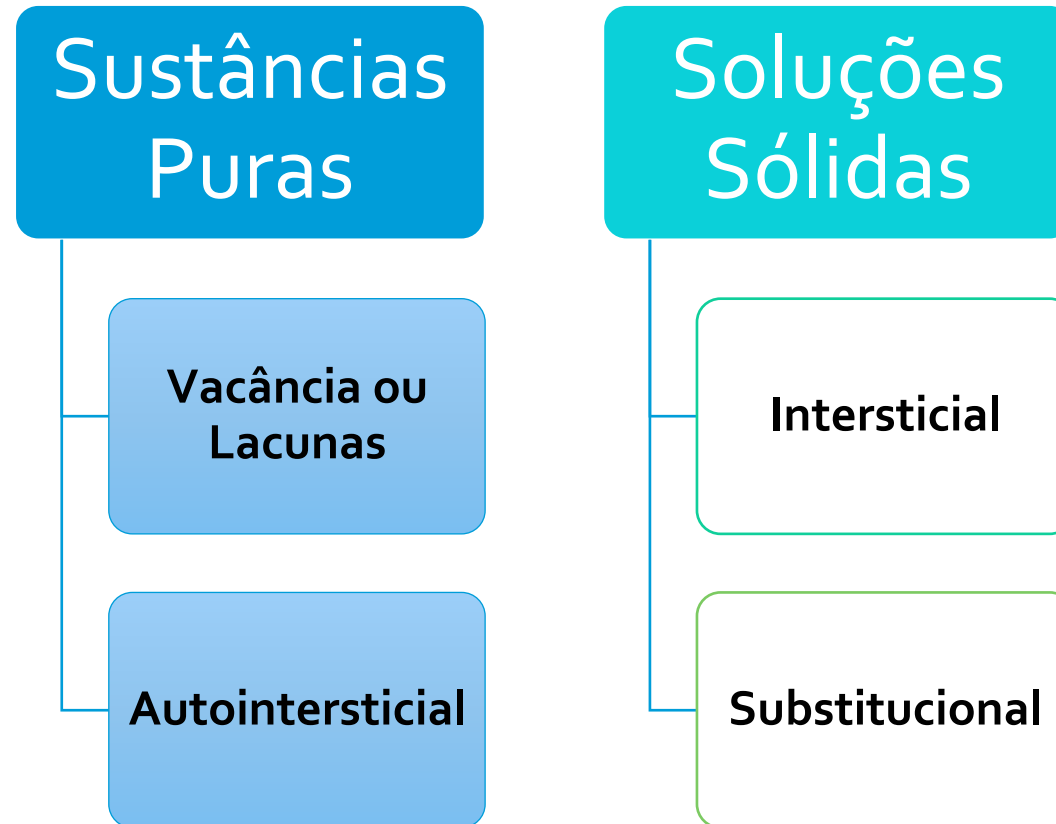 Sustâncias
Puras
Vacância ou
Lacunas
Autointersticial
Soluções
Sólidas
Intersticial
Substitucional